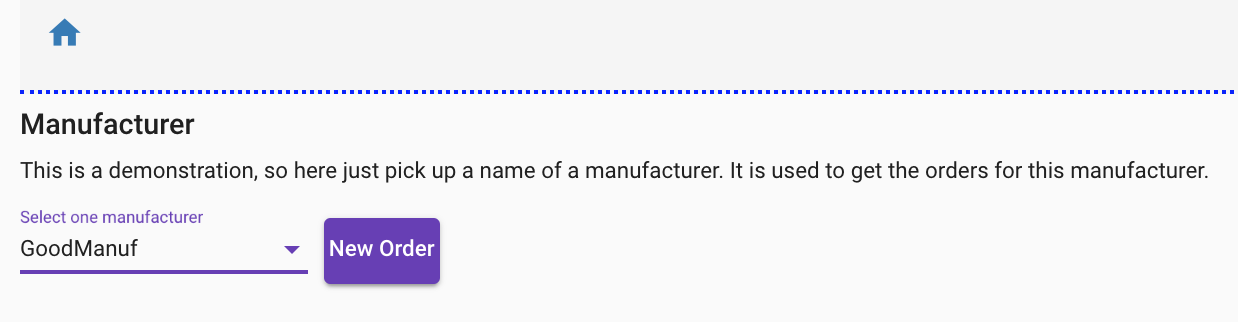 Manufacturer
This is a demonstration, so here just pick up a name of a manufacturer. It is used to get the orders for this manufacturer.
Select one manufacturer
GoodManuf
New Order